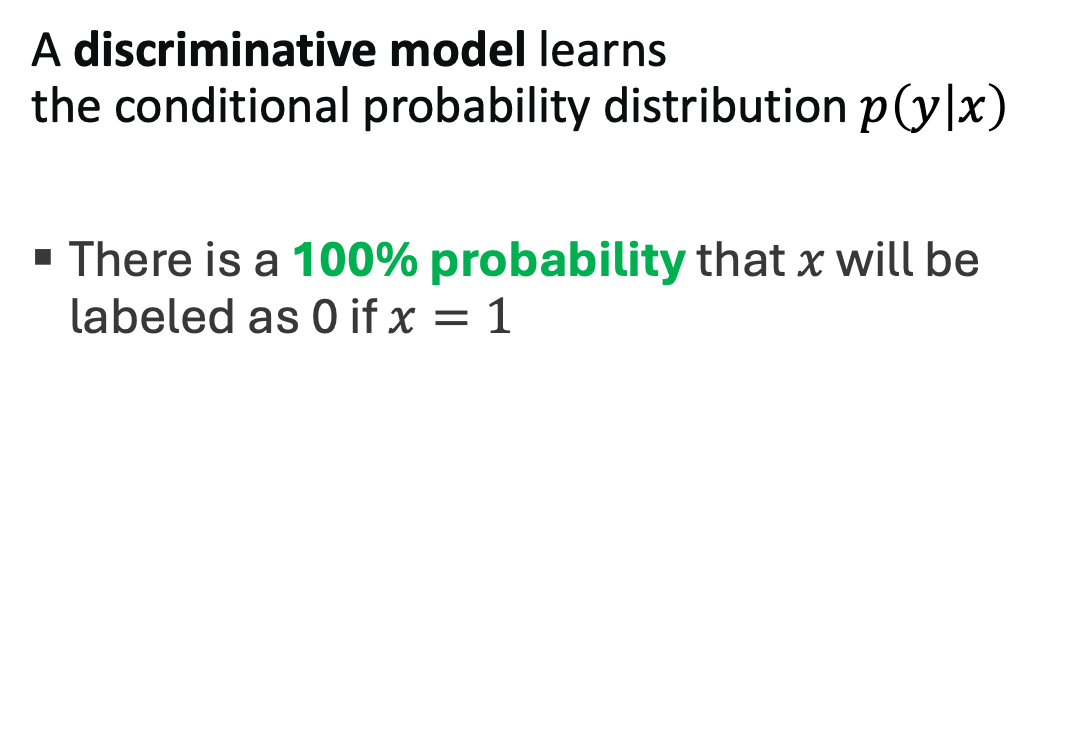 A discriminative model learns
the conditional probability distribution p(y|x)
▪ There is a 100% probability that x will be
labeled as 0 if x = 1